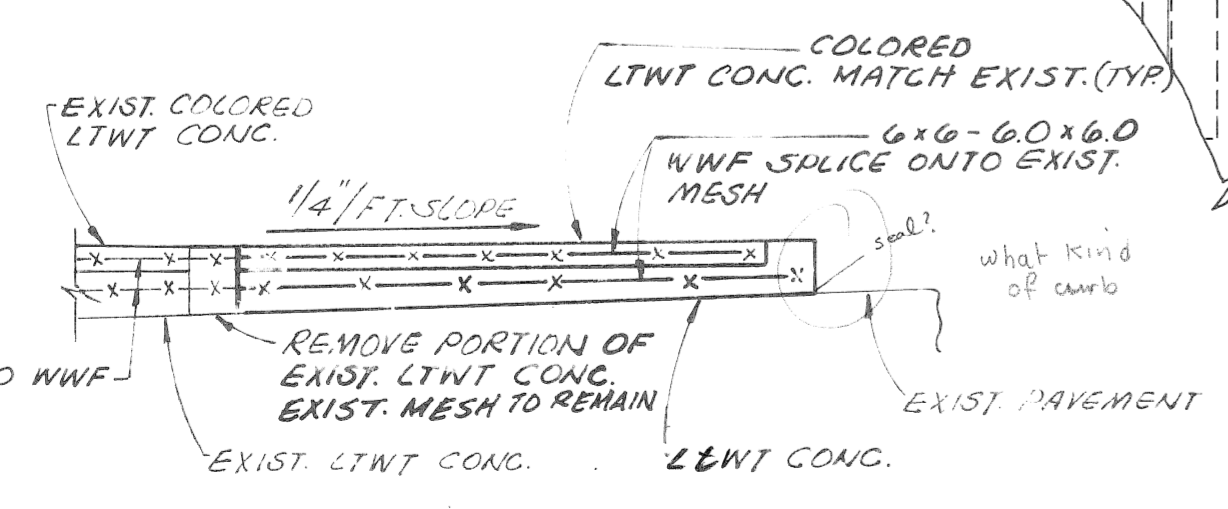 COLORED
LTWT CONC. MATCH EXIST. (TYP.)
EXIST. COLORED
LTWT CONC.
6x6-6.0x6.0
WWF SPLICE ONTO EXIST.
MESH
1/4"/FT. SLOPE
seal?
what kind
of curb
REMOVE PORTION OF
EXIST. LTWT CONC.
EXIST. MESH TO REMAIN
WWF
EXIST. PAVEMENT
EXIST. LTWT CONC.
LTWT CONC.